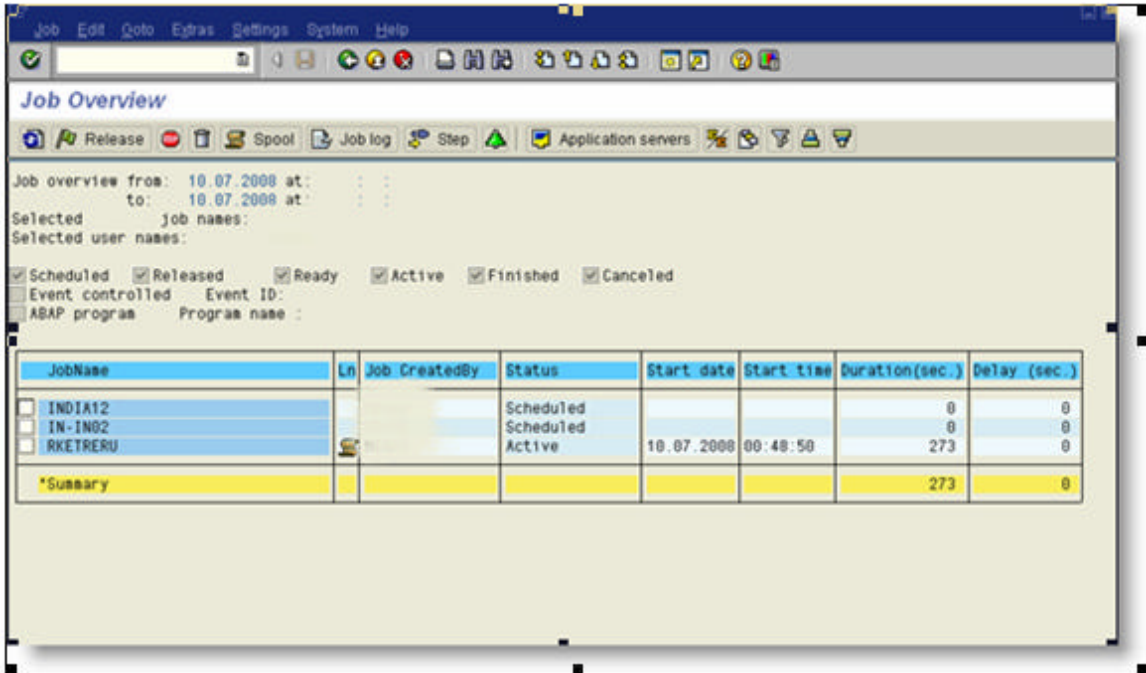 Job Edit Goto Extras Settings System Help
Job Overview
Release Spool Job log Step Application servers
Job overview from: 10.07.2008 at: : :
to: 10.07.2008 at: : :
Selected job names:
Selected user names:
Scheduled Released Ready Active Finished Canceled
Event controlled Event ID:
ABAP program Program name :
JobName Ln Job CreatedBy Status Start date Start time Duration(sec.) Delay (sec.)
INDIA12 Scheduled 0 0
IN-IN02 Scheduled 0 0
RKETRERU Active 10.07.2008 00:48:50 273 0
*Summary 273 0